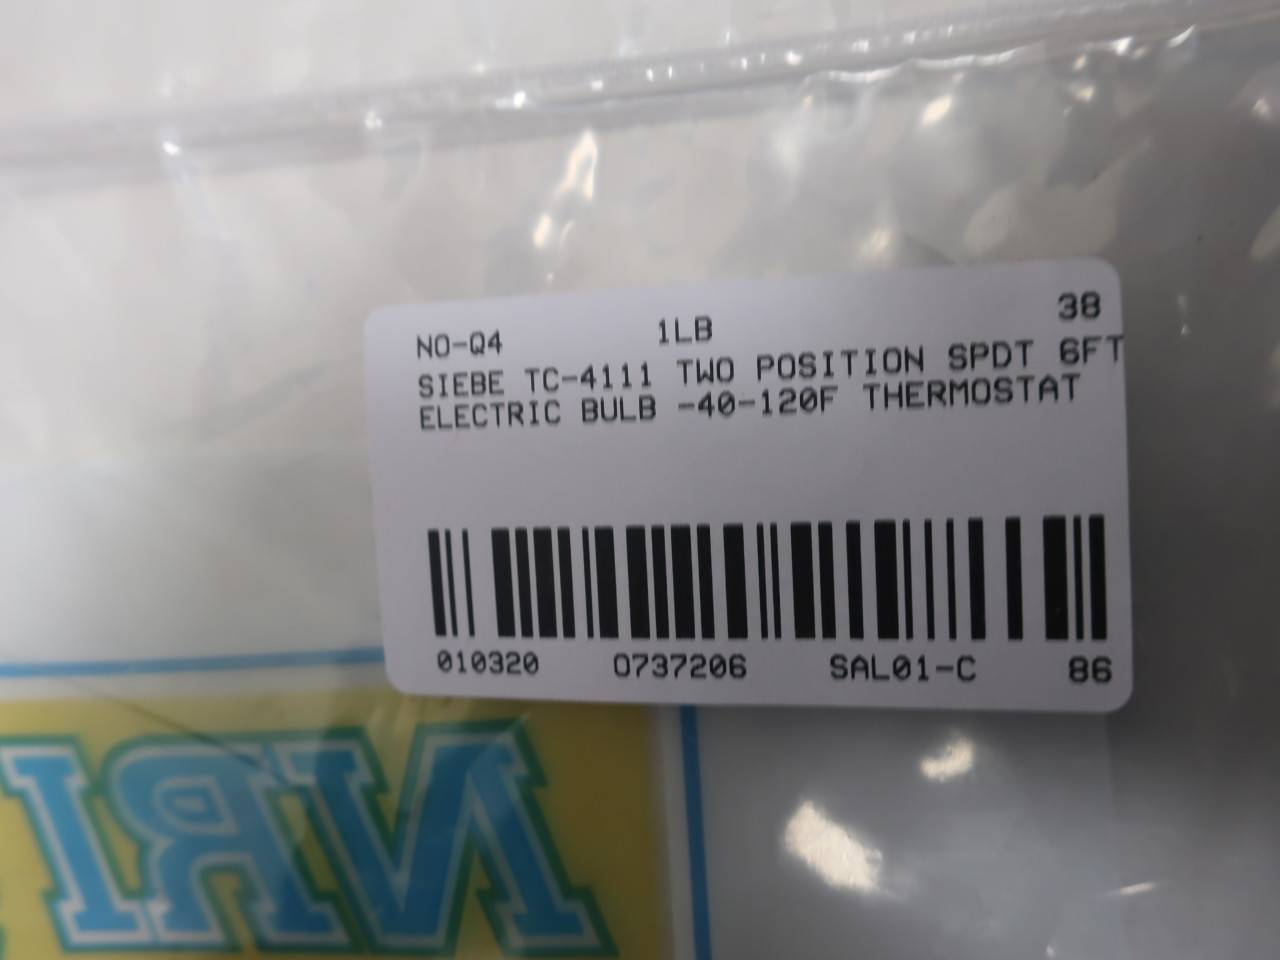 NO-Q4 1LB 38
SIEBE TC-4111 TWO POSITION SPDT 6FT
ELECTRIC BULB -40-120F THERMOSTAT
010320 0737206 SAL01-C 86
NRI